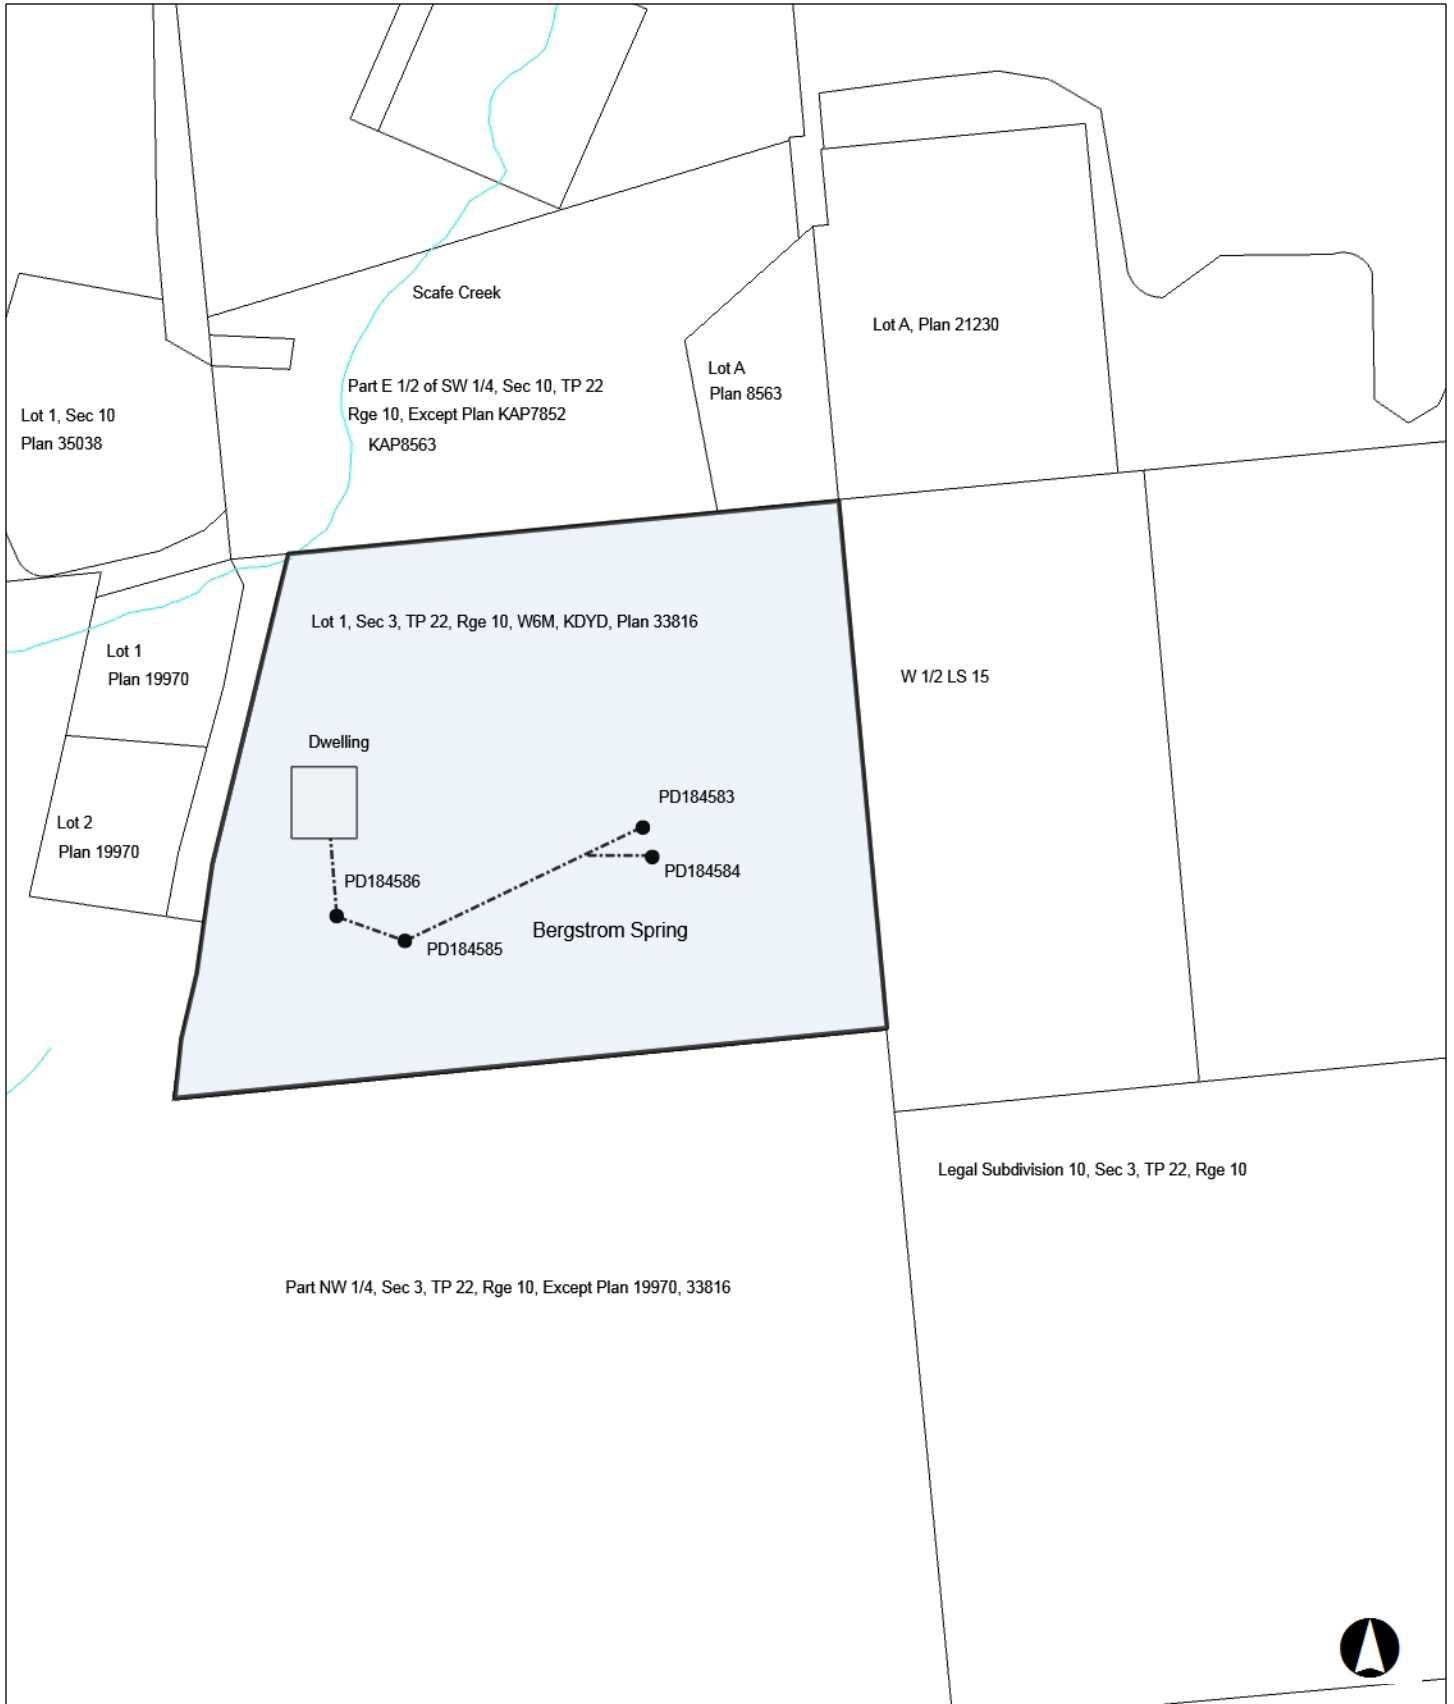 Scafe Creek
Lot A, Plan 21230
Lot A
Plan 8563
Part E 1/2 of SW 1/4, Sec 10, TP 22
Rge 10, Except Plan KAP7852
KAP8563
Lot 1, Sec 10
Plan 35038
Lot 1, Sec 3, TP 22, Rge 10, W6M, KDYD, Plan 33816
Lot 1
Plan 19970
W 1/2 LS 15
Dwelling
PD184583
Lot 2
Plan 19970
PD184584
PD184586
Bergstrom Spring
PD184585
Legal Subdivision 10, Sec 3, TP 22, Rge 10
Part NW 1/4, Sec 3, TP 22, Rge 10, Except Plan 19970, 33816